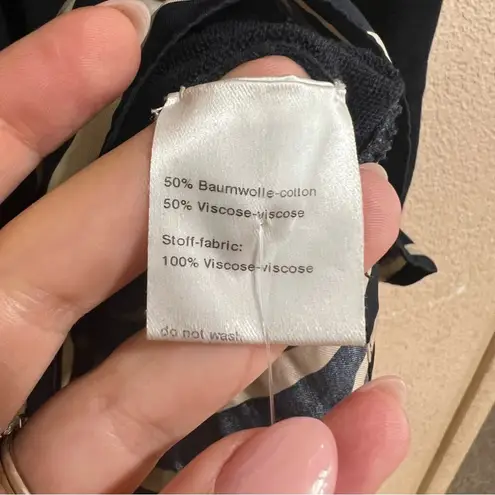 50% Baumwolle-cotton
50% Viscose-viscose
Stoff-fabric:
100% Viscose-viscose
do not wash